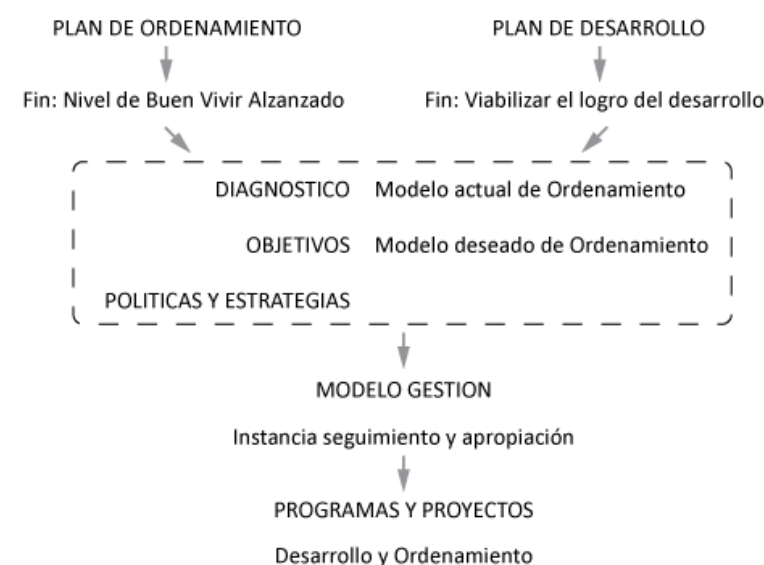 PLAN DE ORDENAMIENTO
PLAN DE DESARROLLO
Fin: Nivel de Buen Vivir Alzanzado
Fin: Viabilizar el logro del desarrollo
DIAGNOSTICO Modelo actual de Ordenamiento
OBJETIVOS Modelo deseado de Ordenamiento
POLITICAS Y ESTRATEGIAS
MODELO GESTION
Instancia seguimiento y apropiación
PROGRAMAS Y PROYECTOS
Desarrollo y Ordenamiento